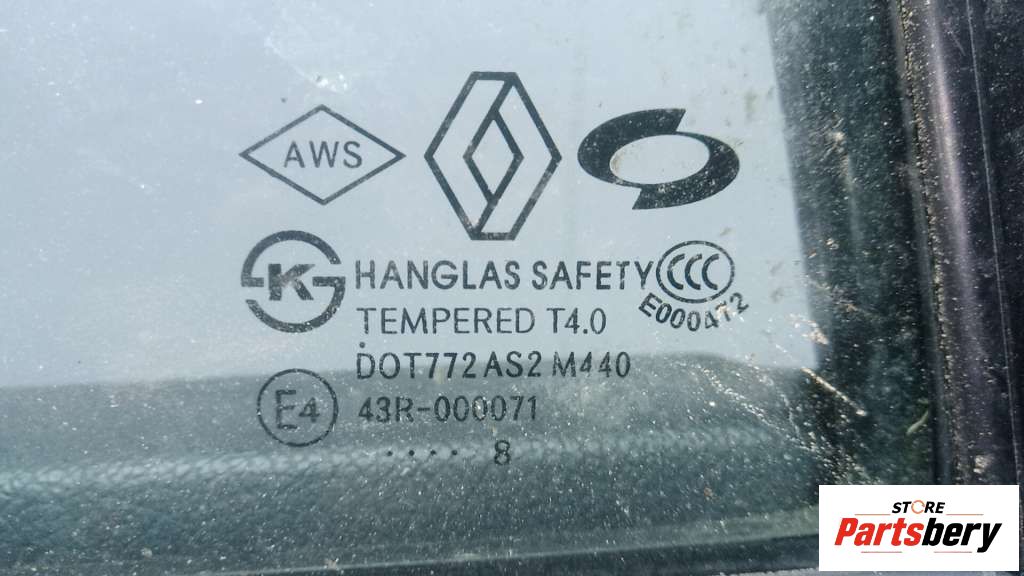 AWS
K HANGLAS SAFETY CCC
E000472
TEMPERED T4.0
DOT772 AS2 M440
E4 43R-000071
.... 8
STORE
Partsbery